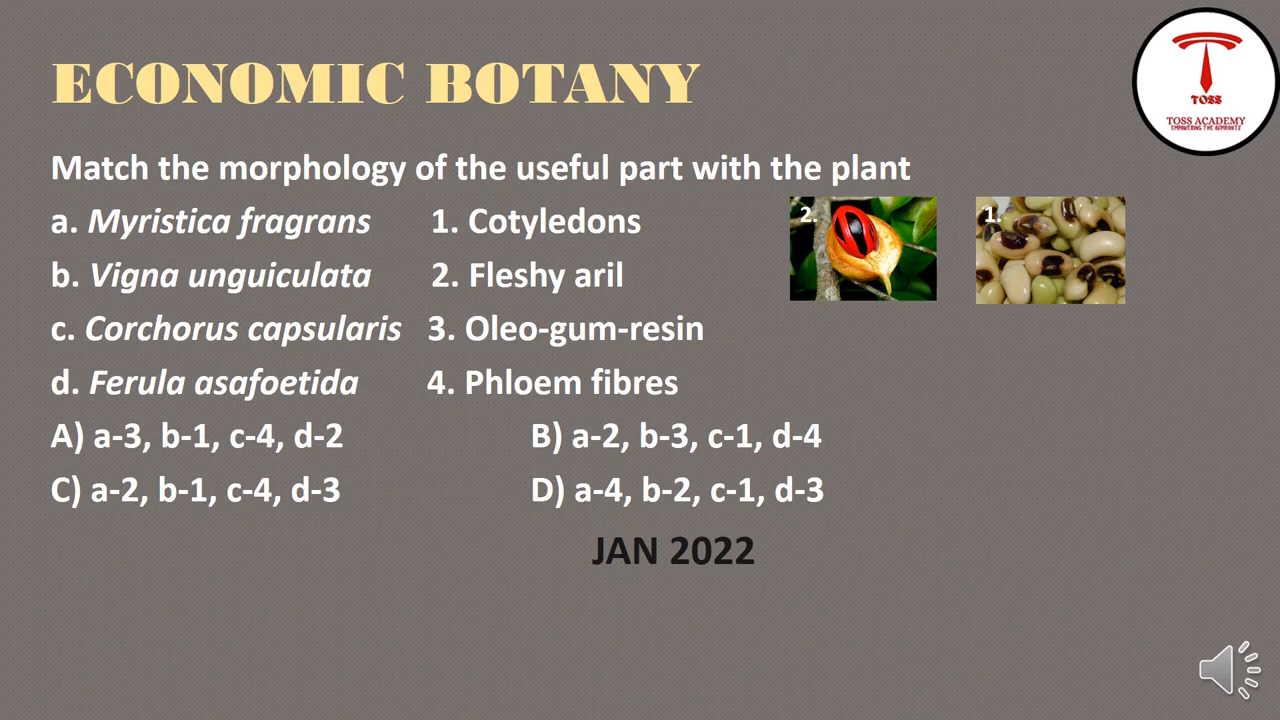 ECONOMIC BOTANY
TOSS
TOSS ACADEMY
EMPOWERING THE ASPIRANTS
Match the morphology of the useful part with the plant
a. Myristica fragrans 1. Cotyledons
2. 1.
b. Vigna unguiculata 2. Fleshy aril
c. Corchorus capsularis 3. Oleo-gum-resin
d. Ferula asafoetida 4. Phloem fibres
A) a-3, b-1, c-4, d-2 B) a-2, b-3, c-1, d-4
C) a-2, b-1, c-4, d-3 D) a-4, b-2, c-1, d-3
JAN 2022